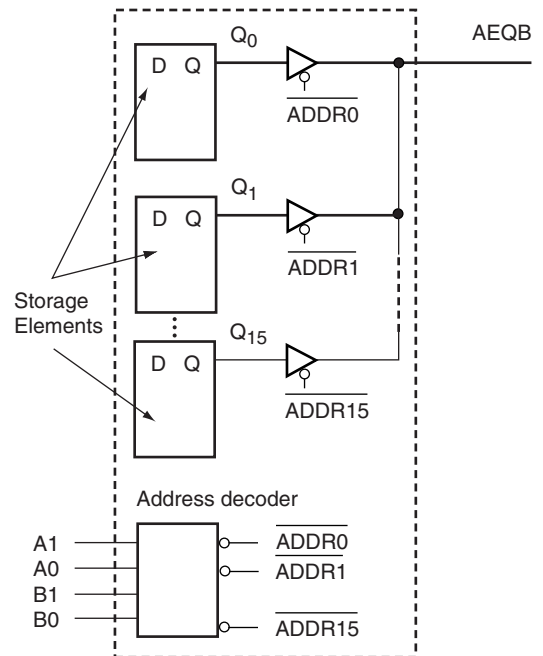 AEQB
Q0
D Q
ADDR0
Q1
D Q
ADDR1
Storage
Elements
Q15
D Q
ADDR15
Address decoder
A1
A0
B1
B0
ADDR0
ADDR1
ADDR15